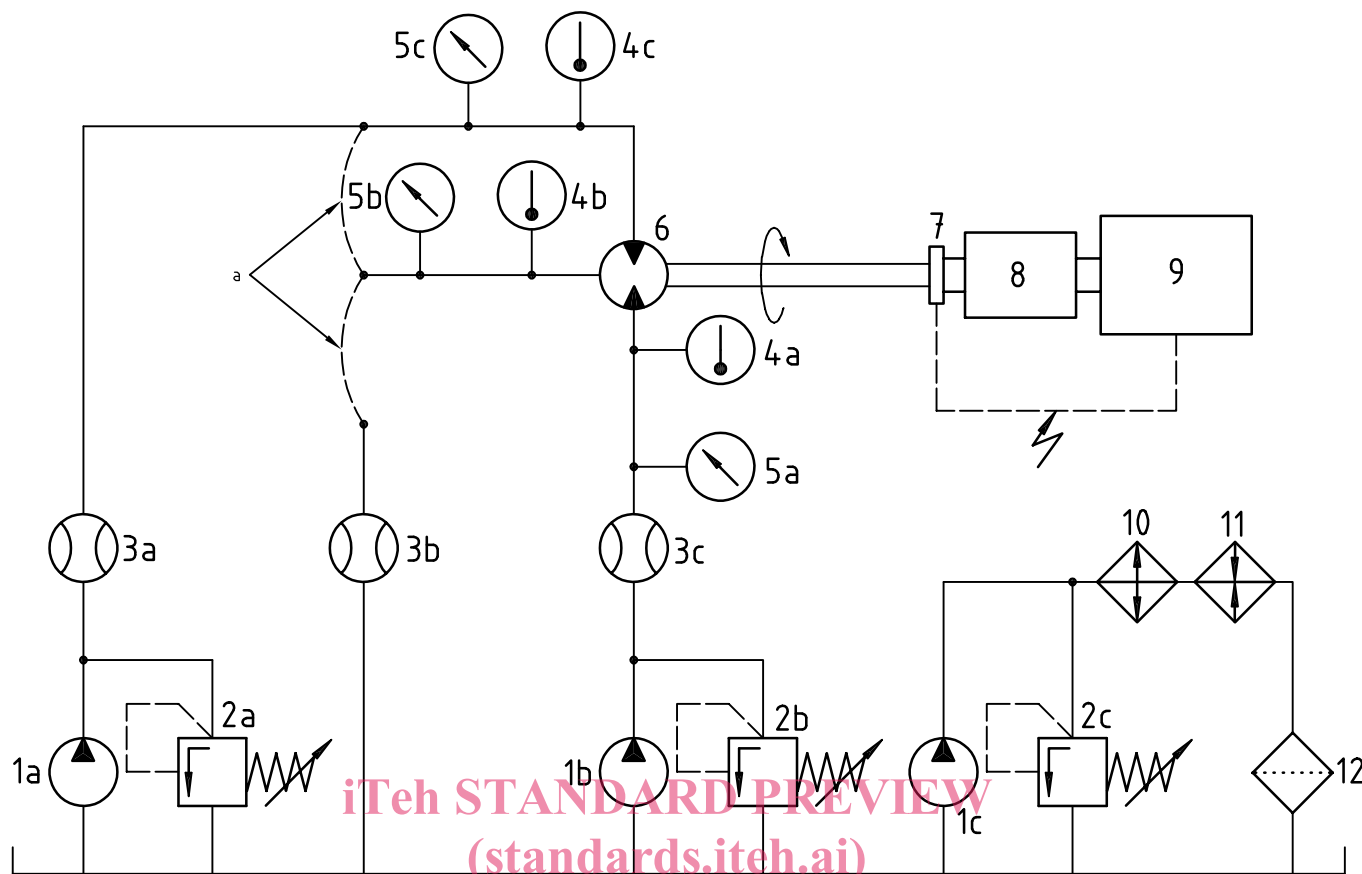 5c
4c
5b
4b
6
7
8
9
a
4a
5a
3a
3b
3c
10
11
2a
2b
2c
1a
1b
1c
12
iTeh STANDARD PREVIEW
(standards.iteh.ai)